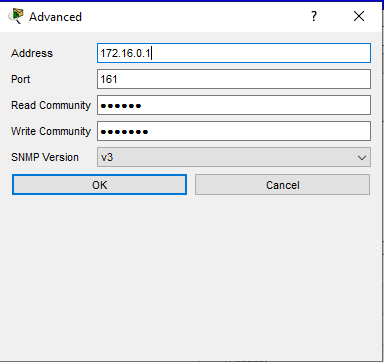 Advanced
Address 172.16.0.1
Port 161
Read Community ●●●●●●
Write Community ●●●●●●●
SNMP Version v3
OK Cancel